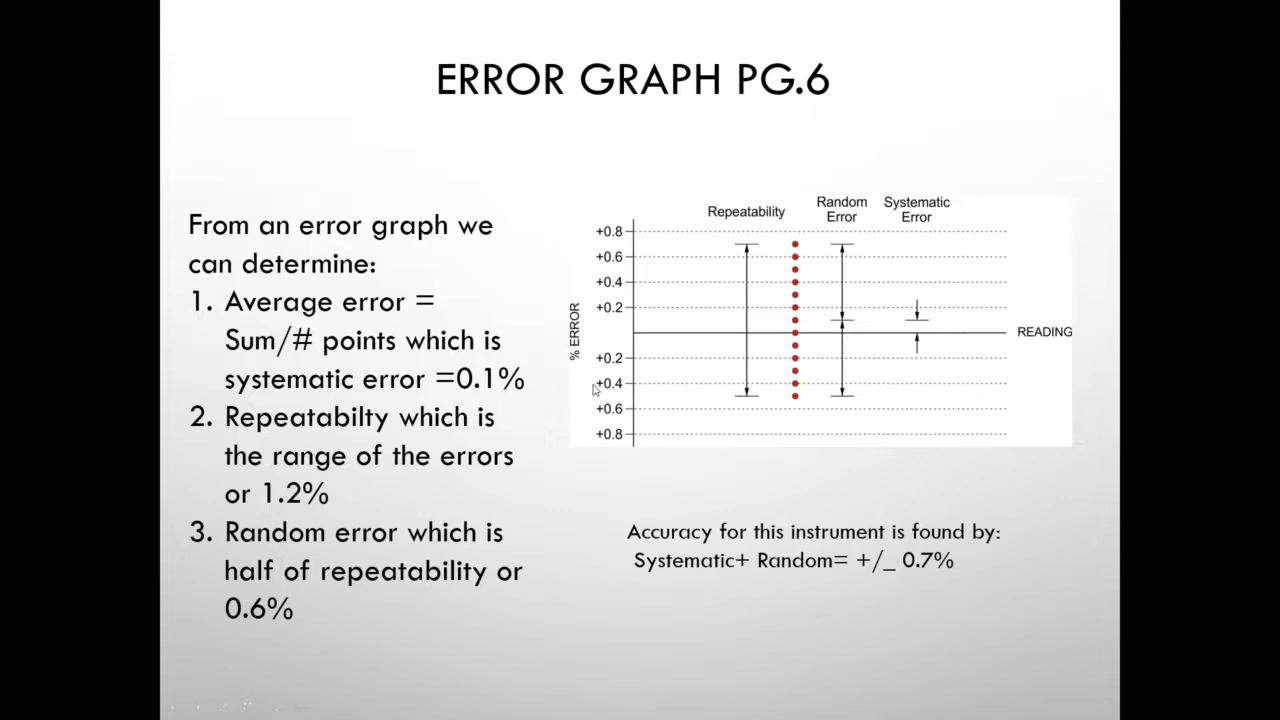 ERROR GRAPH PG.6
From an error graph we
can determine:
1. Average error =
Sum/# points which is
systematic error =0.1%
2. Repeatabilty which is
the range of the errors
or 1.2%
3. Random error which is
half of repeatability or
0.6%
Repeatability
Random
Error
Systematic
Error
+0.8
+0.6
+0.4
+0.2
% ERROR
READING
+0.2
+0.4
+0.6
+0.8
Accuracy for this instrument is found by:
Systematic+ Random= +/_ 0.7%